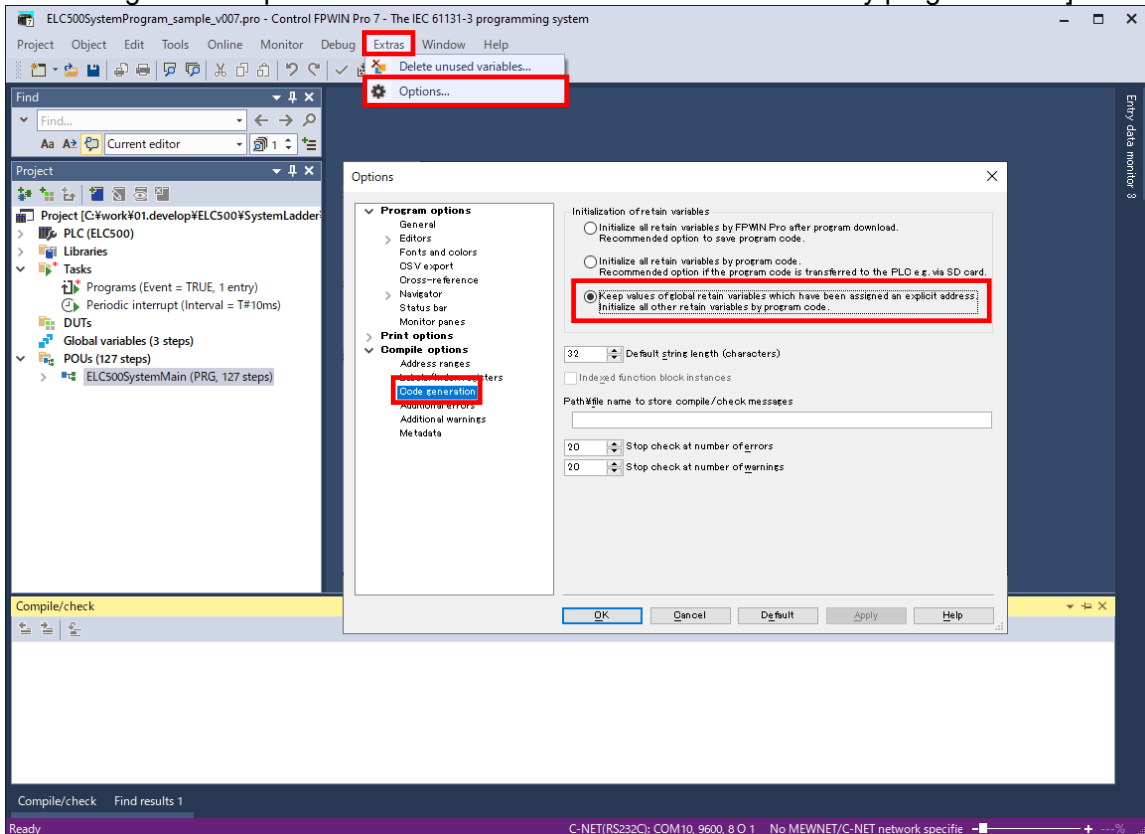 ELC500SystemProgram_sample_v007.pro - Control FPWIN Pro 7 - The IEC 61131-3 programming system
Project Object Edit Tools Online Monitor Debug Extras Window Help
Delete unused variables...
Options...
Find
Find...
Aa Current editor 1
Project
Project [C:¥work¥01.develop¥ELC500¥SystemLadder
PLC (ELC500)
Libraries
Tasks
Programs (Event = TRUE, 1 entry)
Periodic interrupt (Interval = T#10ms)
DUTs
Global variables (3 steps)
POUs (127 steps)
ELC500SystemMain (PRG, 127 steps)
Entry data monitor 3
Options
Program options
General
Editors
Fonts and colors
CSV export
Cross-reference
Navigator
Status bar
Monitor panes
Print options
Compile options
Address ranges
Code generation
Additional errors
Additional warnings
Metadata
Initialization of retain variables
Initialize all retain variables by FPWIN Pro after program download.
Recommended option to save program code.
Initialize all retain variables by program code.
Recommended option if the program code is transferred to the PLC e.g. via SD card.
Keep values of global retain variables which have been assigned an explicit address.
Initialize all other retain variables by program code.
32 Default string length (characters)
Indexed function block instances
Path¥file name to store compile/check messages
20 Stop check at number of errors
20 Stop check at number of warnings
OK Cancel Default Apply Help
Compile/check
Compile/check Find results 1
Ready C-NET(RS232C): COM10, 9600, 8 O 1 No MEWNET/C-NET network specifie ---%